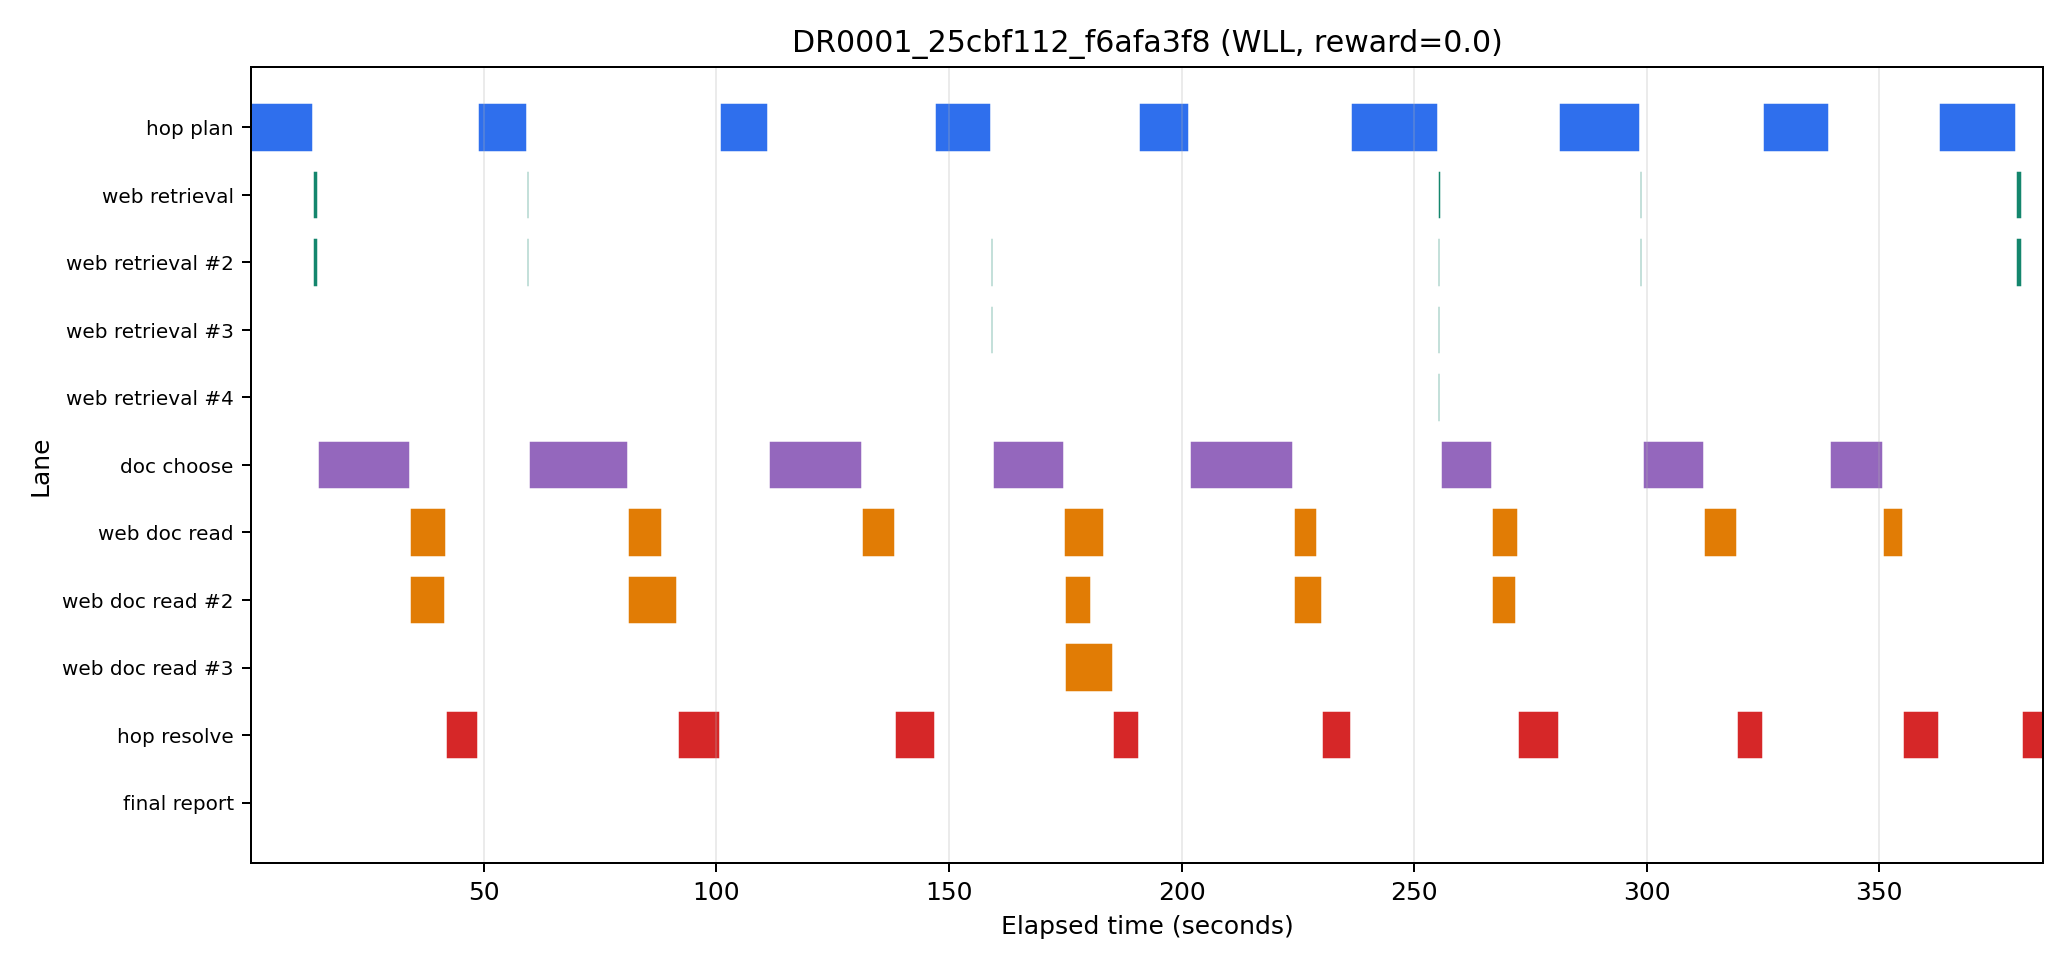 DR0001_25cbf112_f6afa3f8 (WLL, reward=0.0)
hop plan
web retrieval
web retrieval #2
web retrieval #3
web retrieval #4
doc choose
web doc read
web doc read #2
web doc read #3
hop resolve
final report
Lane
50 100 150 200 250 300 350
Elapsed time (seconds)